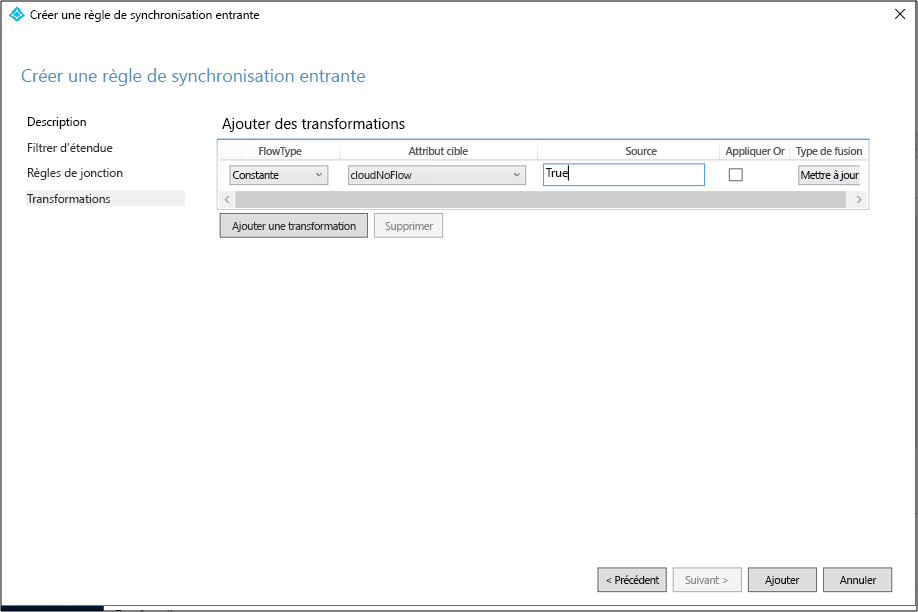 Créer une règle de synchronisation entrante
Créer une règle de synchronisation entrante
Description
Filtrer d'étendue
Règles de jonction
Transformations
Ajouter des transformations
FlowType Attribut cible Source Appliquer Or Type de fusion
Constante cloudNoFlow True Mettre à jour
Ajouter une transformation Supprimer
< Précédent Suivant > Ajouter Annuler